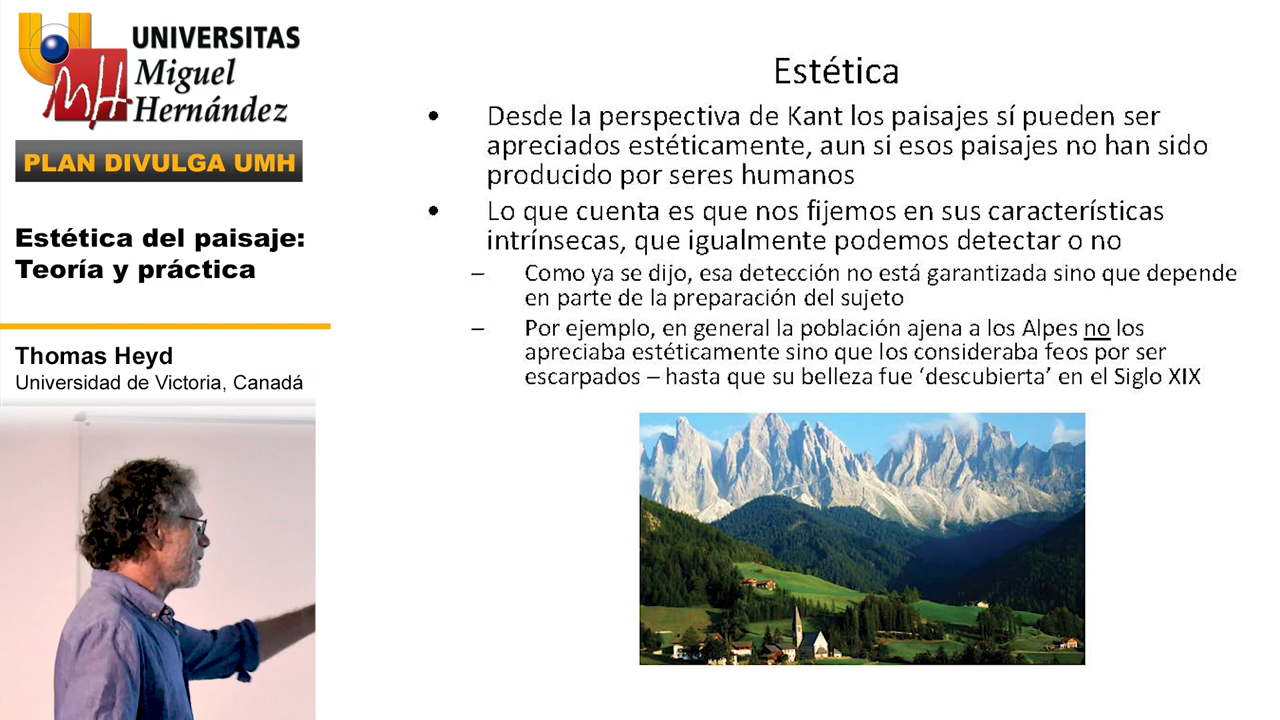 UNIVERSITAS
Miguel
Hernández
PLAN DIVULGA UMH
Estética del paisaje:
Teoría y práctica
Thomas Heyd
Universidad de Victoria, Canadá
Estética
• Desde la perspectiva de Kant los paisajes sí pueden ser
apreciados estéticamente, aun si esos paisajes no han sido
producido por seres humanos
• Lo que cuenta es que nos fijemos en sus características
intrínsecas, que igualmente podemos detectar o no
– Como ya se dijo, esa detección no está garantizada sino que depende
en parte de la preparación del sujeto
– Por ejemplo, en general la población ajena a los Alpes no los
apreciaba estéticamente sino que los consideraba feos por ser
escarpados – hasta que su belleza fue ‘descubierta’ en el Siglo XIX